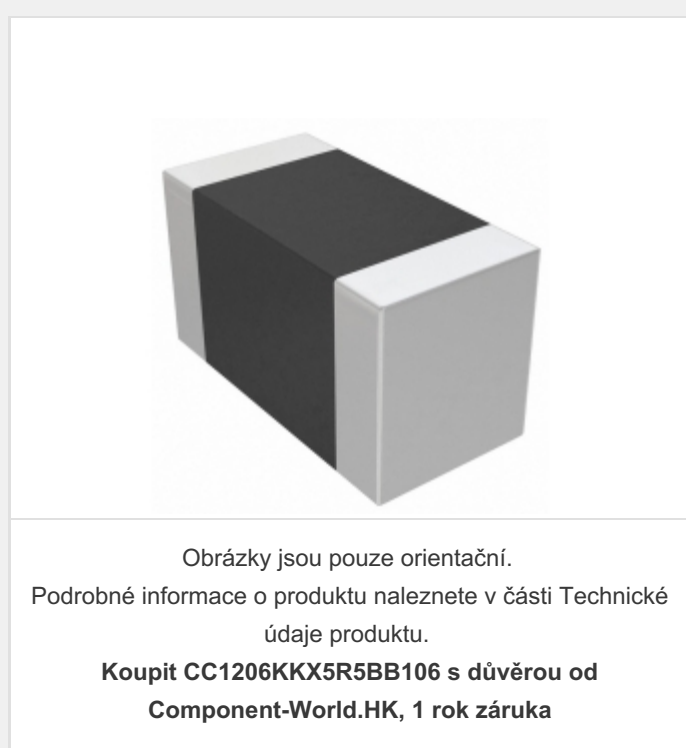 Obrázky jsou pouze orientační.
Podrobné informace o produktu naleznete v části Technické
údaje produktu.
Koupit CC1206KKX5R5BB106 s důvěrou od
Component-World.HK, 1 rok záruka